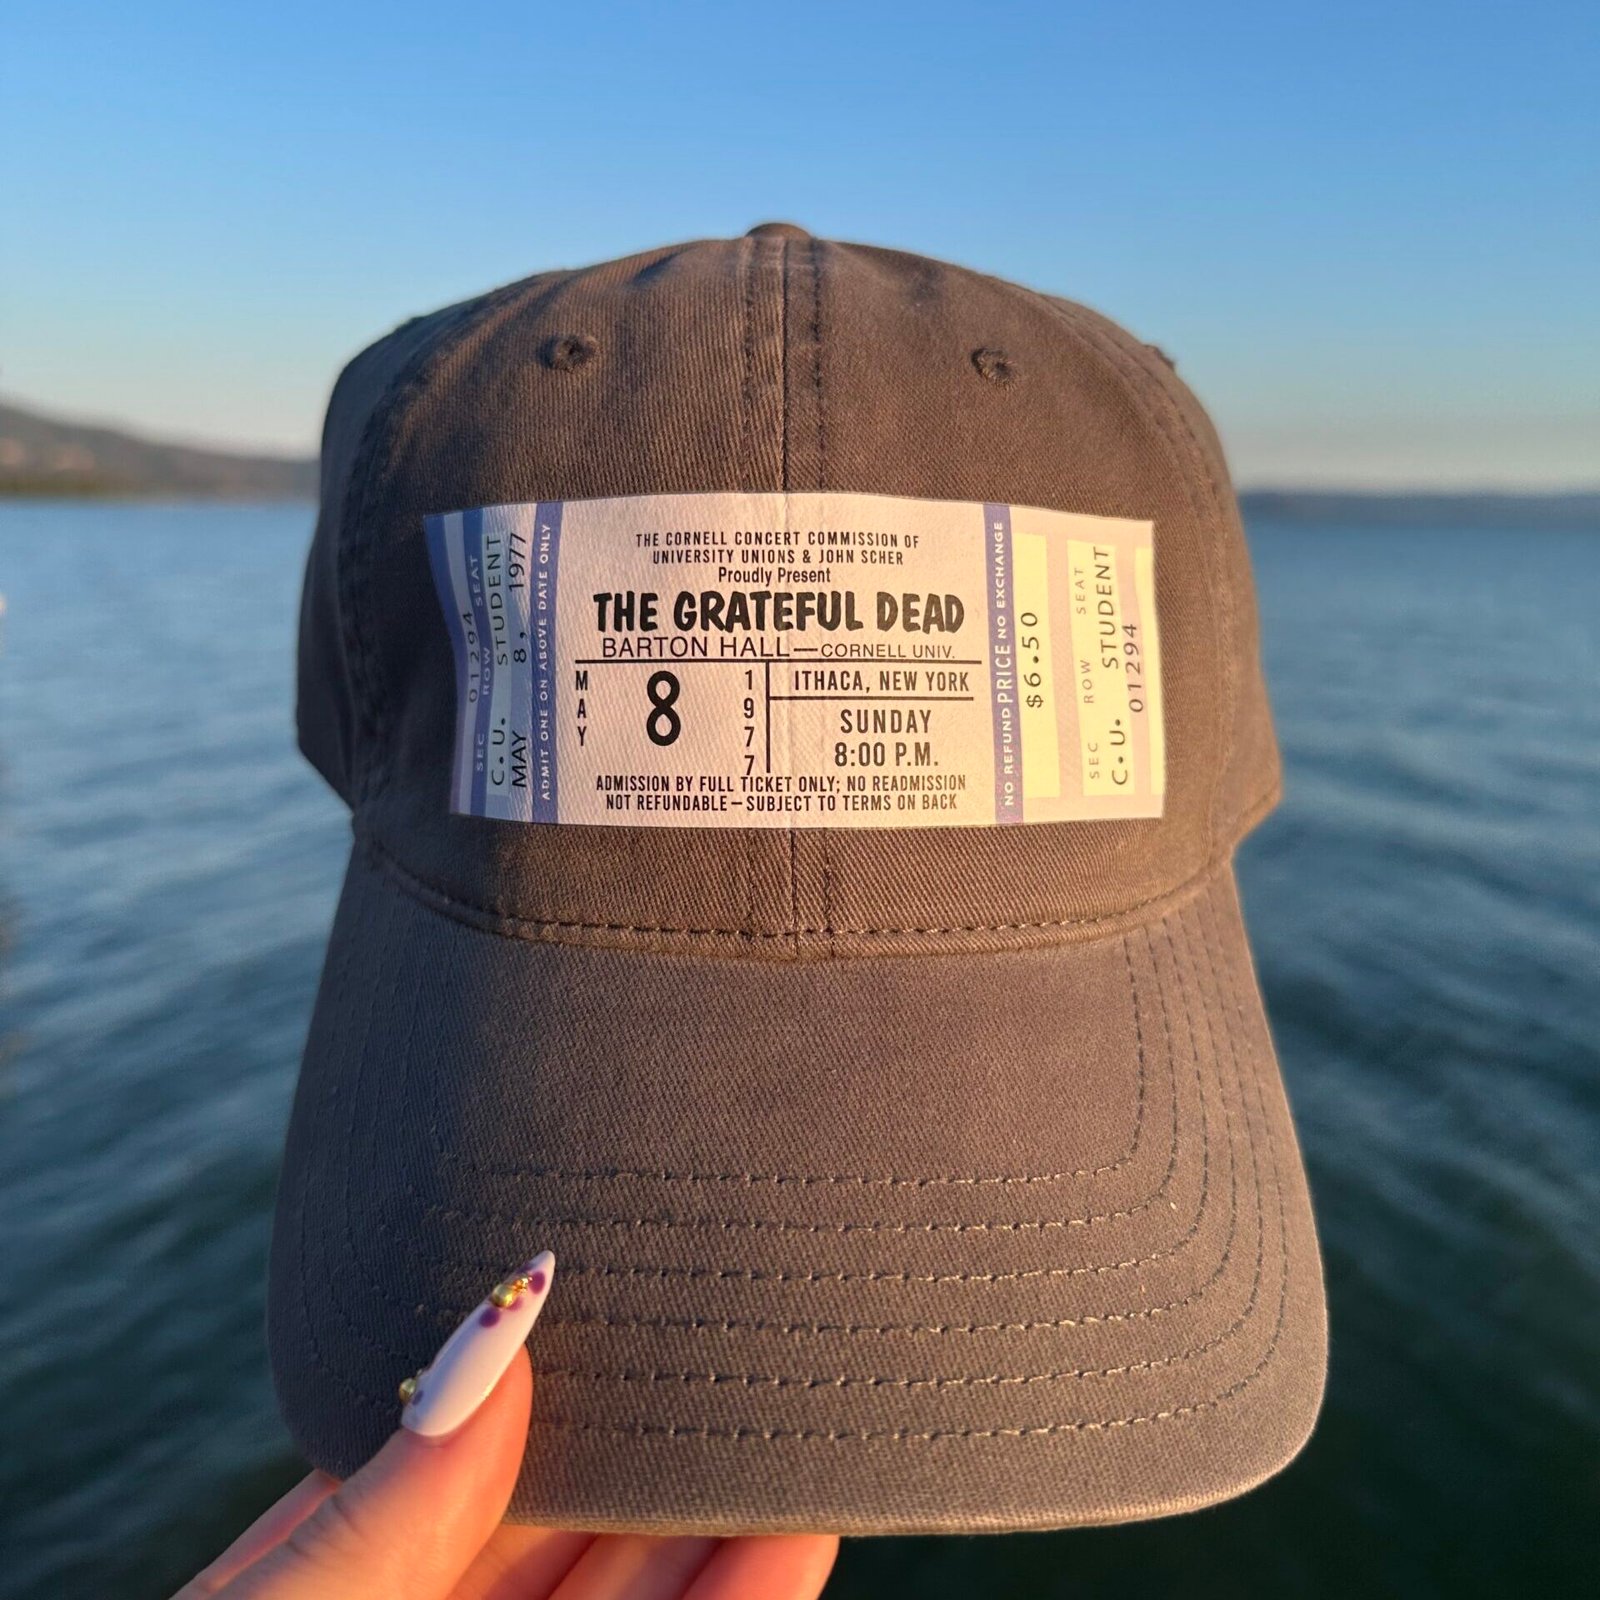 SEC ROW SEAT
01294
C.U. STUDENT
MAY 8, 1977
ADMIT ONE ON ABOVE DATE ONLY
THE CORNELL CONCERT COMMISSION OF
UNIVERSITY UNIONS & JOHN SCHER
Proudly Present
THE GRATEFUL DEAD
BARTON HALL—CORNELL UNIV.
MAY 8 1977
ITHACA, NEW YORK
SUNDAY
8:00 P.M.
ADMISSION BY FULL TICKET ONLY; NO READMISSION
NOT REFUNDABLE—SUBJECT TO TERMS ON BACK
NO REFUND PRICE NO EXCHANGE
$6.50
SEC ROW SEAT
C.U. STUDENT
01294